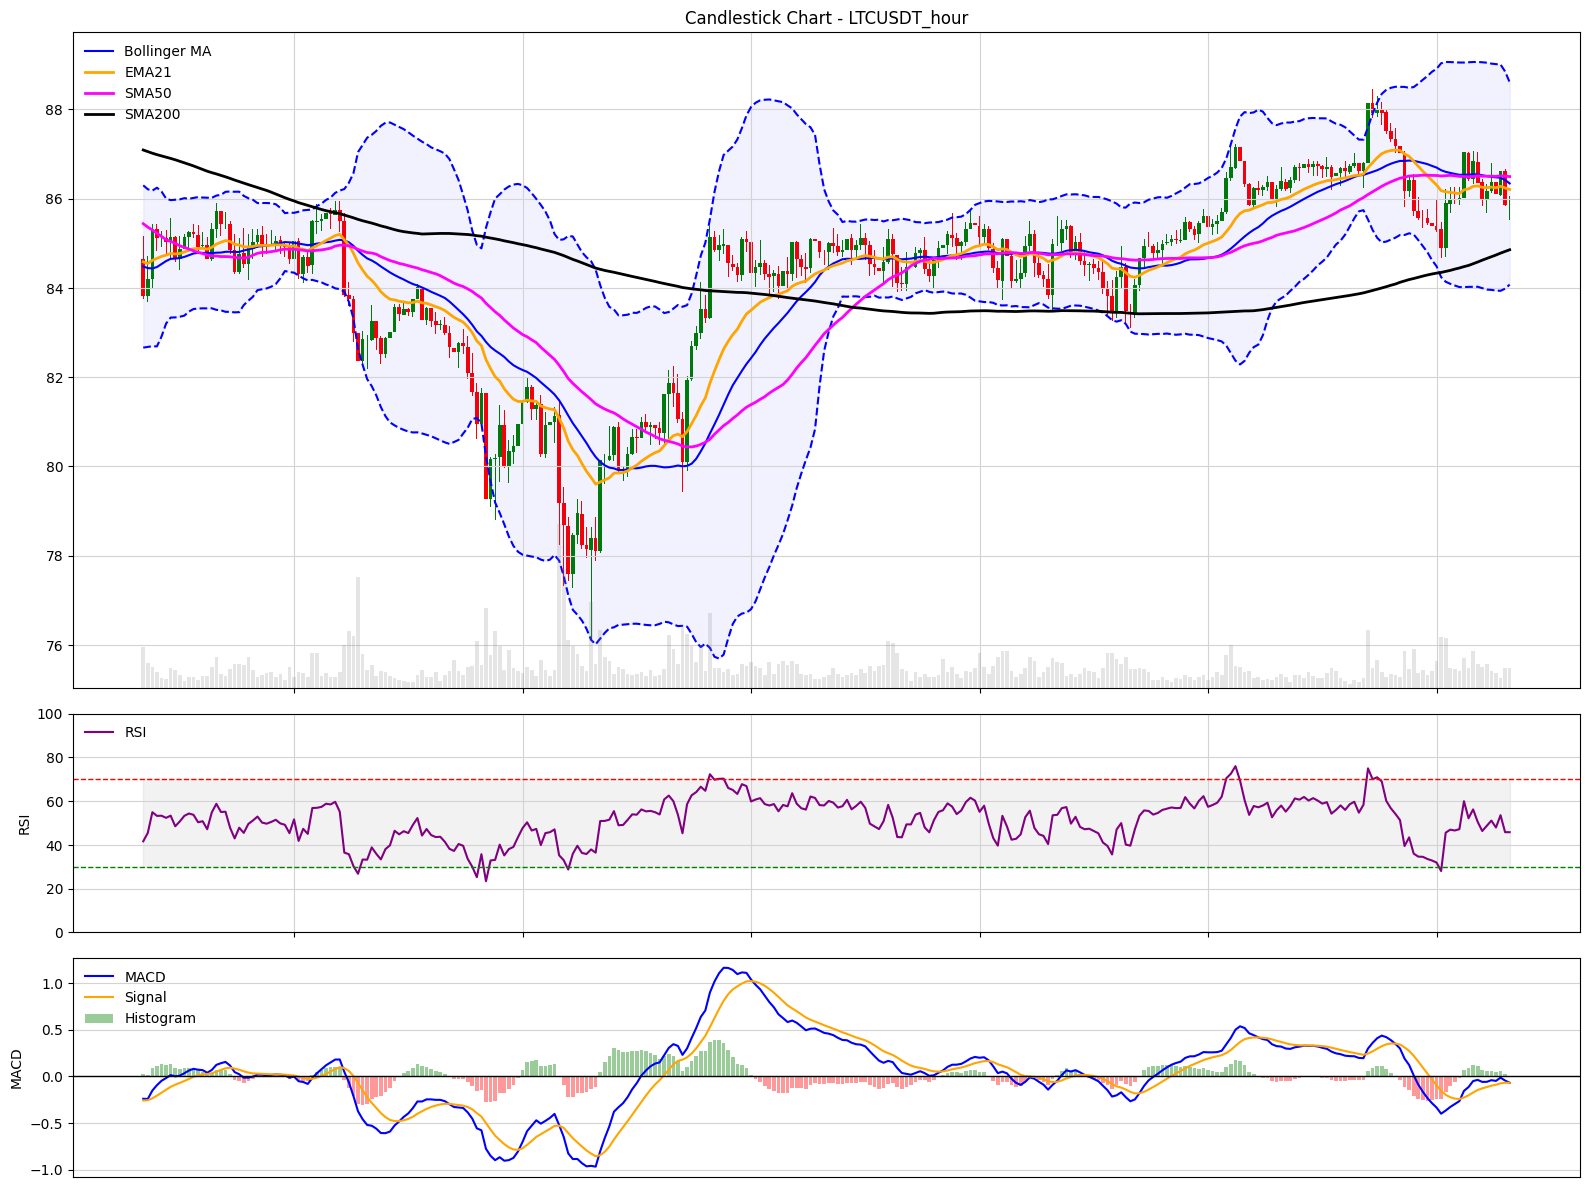 Candlestick Chart - LTCUSDT_hour
Bollinger MA
EMA21
SMA50
SMA200
88
86
84
82
80
78
76
RSI
100
80
60
40
20
0
RSI
MACD
Signal
Histogram
1.0
0.5
0.0
−0.5
−1.0
MACD